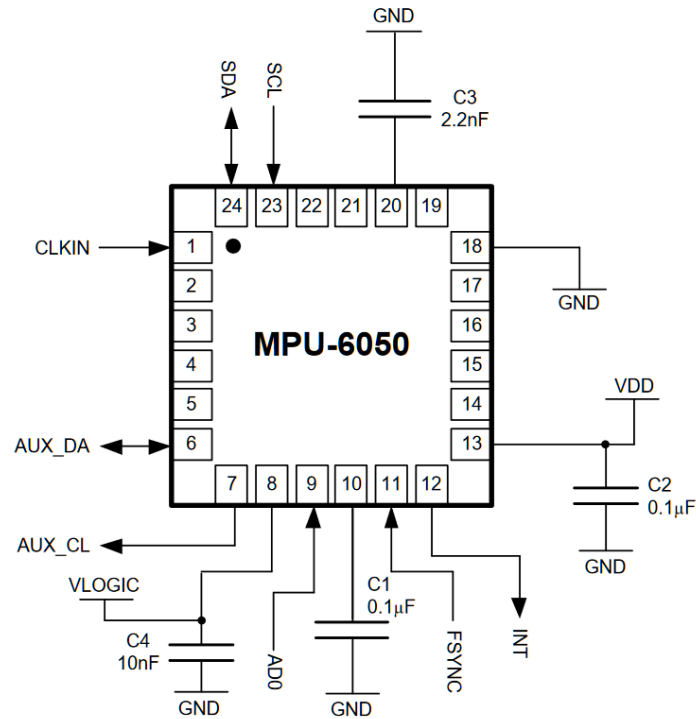 GND
SDA
SCL
C3
2.2nF
24
23
22
21
20
19
CLKIN
1
18
2
17
GND
3
16
MPU-6050
4
15
VDD
5
14
AUX_DA
6
13
C2
0.1µF
7
8
9
10
11
12
AUX_CL
GND
VLOGIC
C1
0.1µF
C4
10nF
AD0
FSYNC
INT
GND
GND